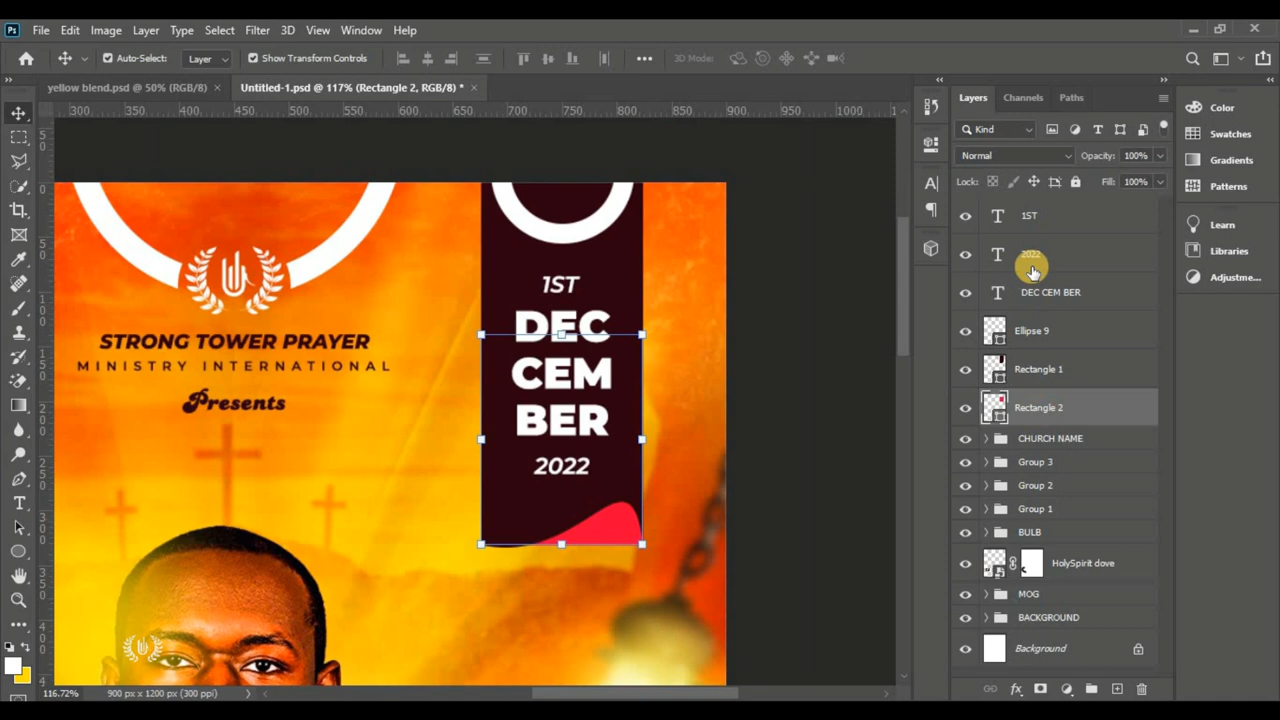 Ps File Edit Image Layer Type Select Filter 3D View Window Help
Auto-Select: Layer Show Transform Controls 3D Mode:
yellow blend.psd @ 50% (RGB/8) × Untitled-1.psd @ 117% (Rectangle 2, RGB/8) * ×
300 350 400 450 500 550 600 650 700 750 800 850 900 950 1000
Layers Channels Paths
Kind
Normal Opacity: 100%
Lock: Fill: 100%
1ST
2022
DEC CEM BER
Ellipse 9
Rectangle 1
Rectangle 2
CHURCH NAME
Group 3
Group 2
Group 1
BULB
HolySpirit dove
MOG
BACKGROUND
Background
Color
Swatches
Gradients
Patterns
Learn
Libraries
Adjustme...
1ST
DEC
CEM
BER
2022
STRONG TOWER PRAYER
MINISTRY INTERNATIONAL
Presents
116.72% 900 px x 1200 px (300 ppi)